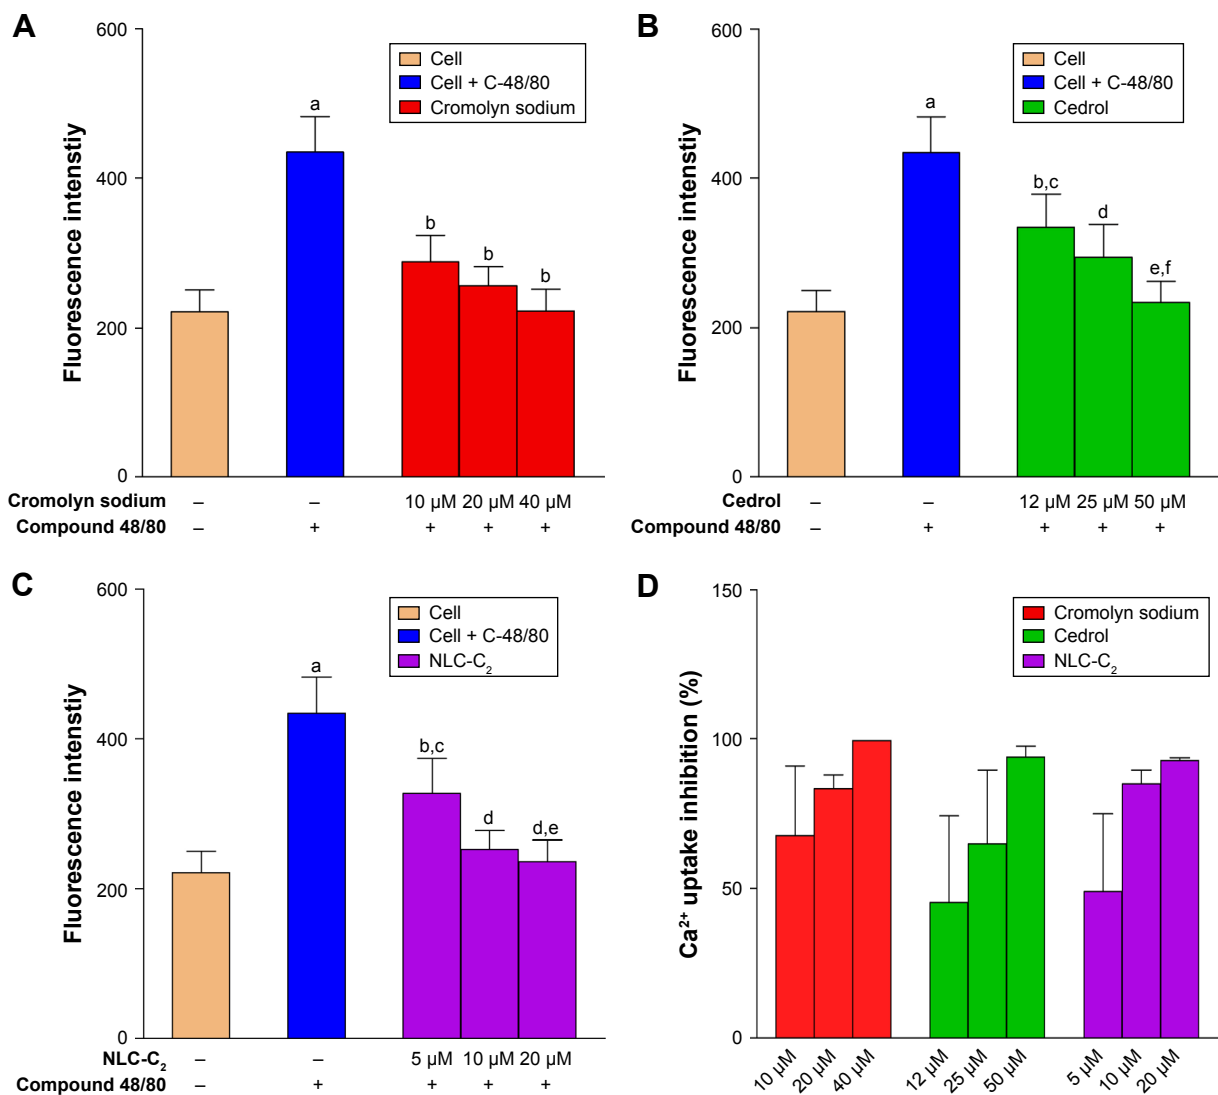 A
600
400
200
0
Fluorescence intenstiy
Cell
Cell + C-48/80
Cromolyn sodium
a
b
b
b
Cromolyn sodium – – 10 µM 20 µM 40 µM
Compound 48/80 – + + + +
B
600
400
200
0
Fluorescence intenstiy
Cell
Cell + C-48/80
Cedrol
a
b,c
d
e,f
Cedrol – – 12 µM 25 µM 50 µM
Compound 48/80 – + + + +
C
600
400
200
0
Fluorescence intenstiy
Cell
Cell + C-48/80
NLC-C₂
a
b,c
d
d,e
NLC-C₂ – – 5 µM 10 µM 20 µM
Compound 48/80 – + + + +
D
150
100
50
0
Ca²⁺ uptake inhibition (%)
Cromolyn sodium
Cedrol
NLC-C₂
10 µM 20 µM 40 µM 12 µM 25 µM 50 µM 5 µM 10 µM 20 µM